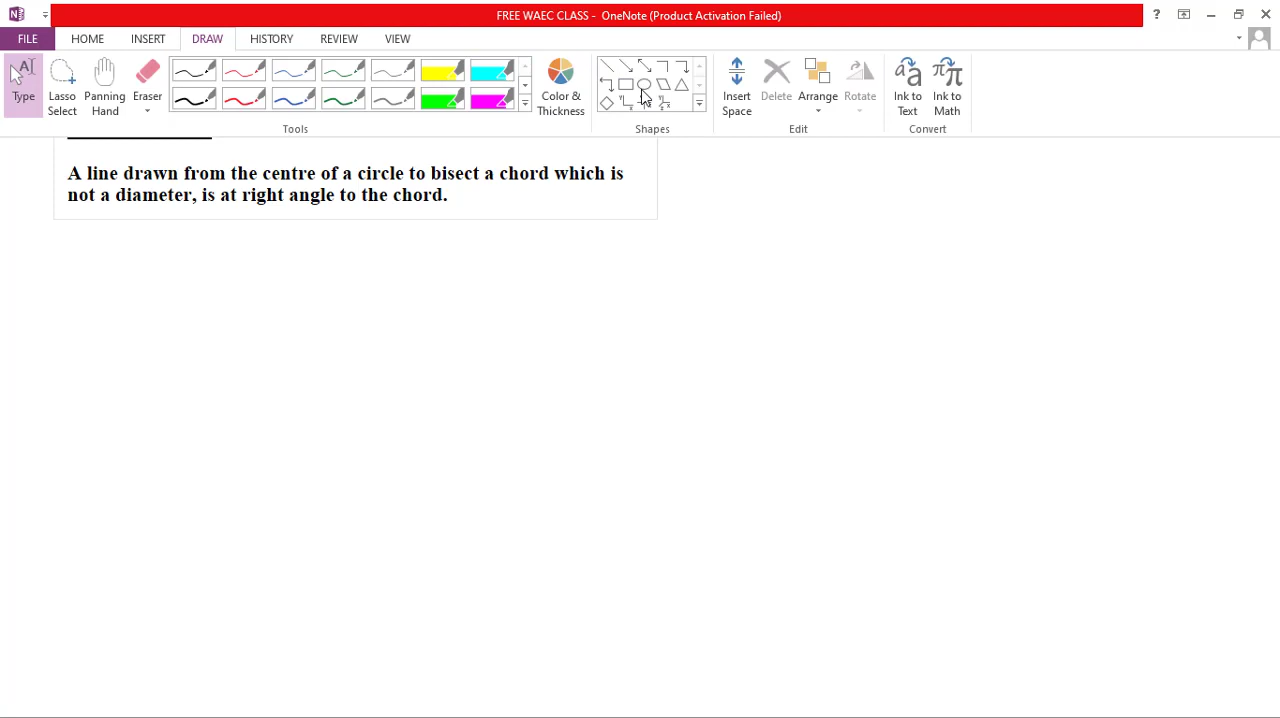 FREE WAEC CLASS - OneNote (Product Activation Failed)
?
FILE HOME INSERT DRAW HISTORY REVIEW VIEW
Type
Lasso Select
Panning Hand
Eraser
Color & Thickness
Insert Space
Delete
Arrange
Rotate
Ink to Text
Ink to Math
Tools
Shapes
Edit
Convert
A line drawn from the centre of a circle to bisect a chord which is
not a diameter, is at right angle to the chord.